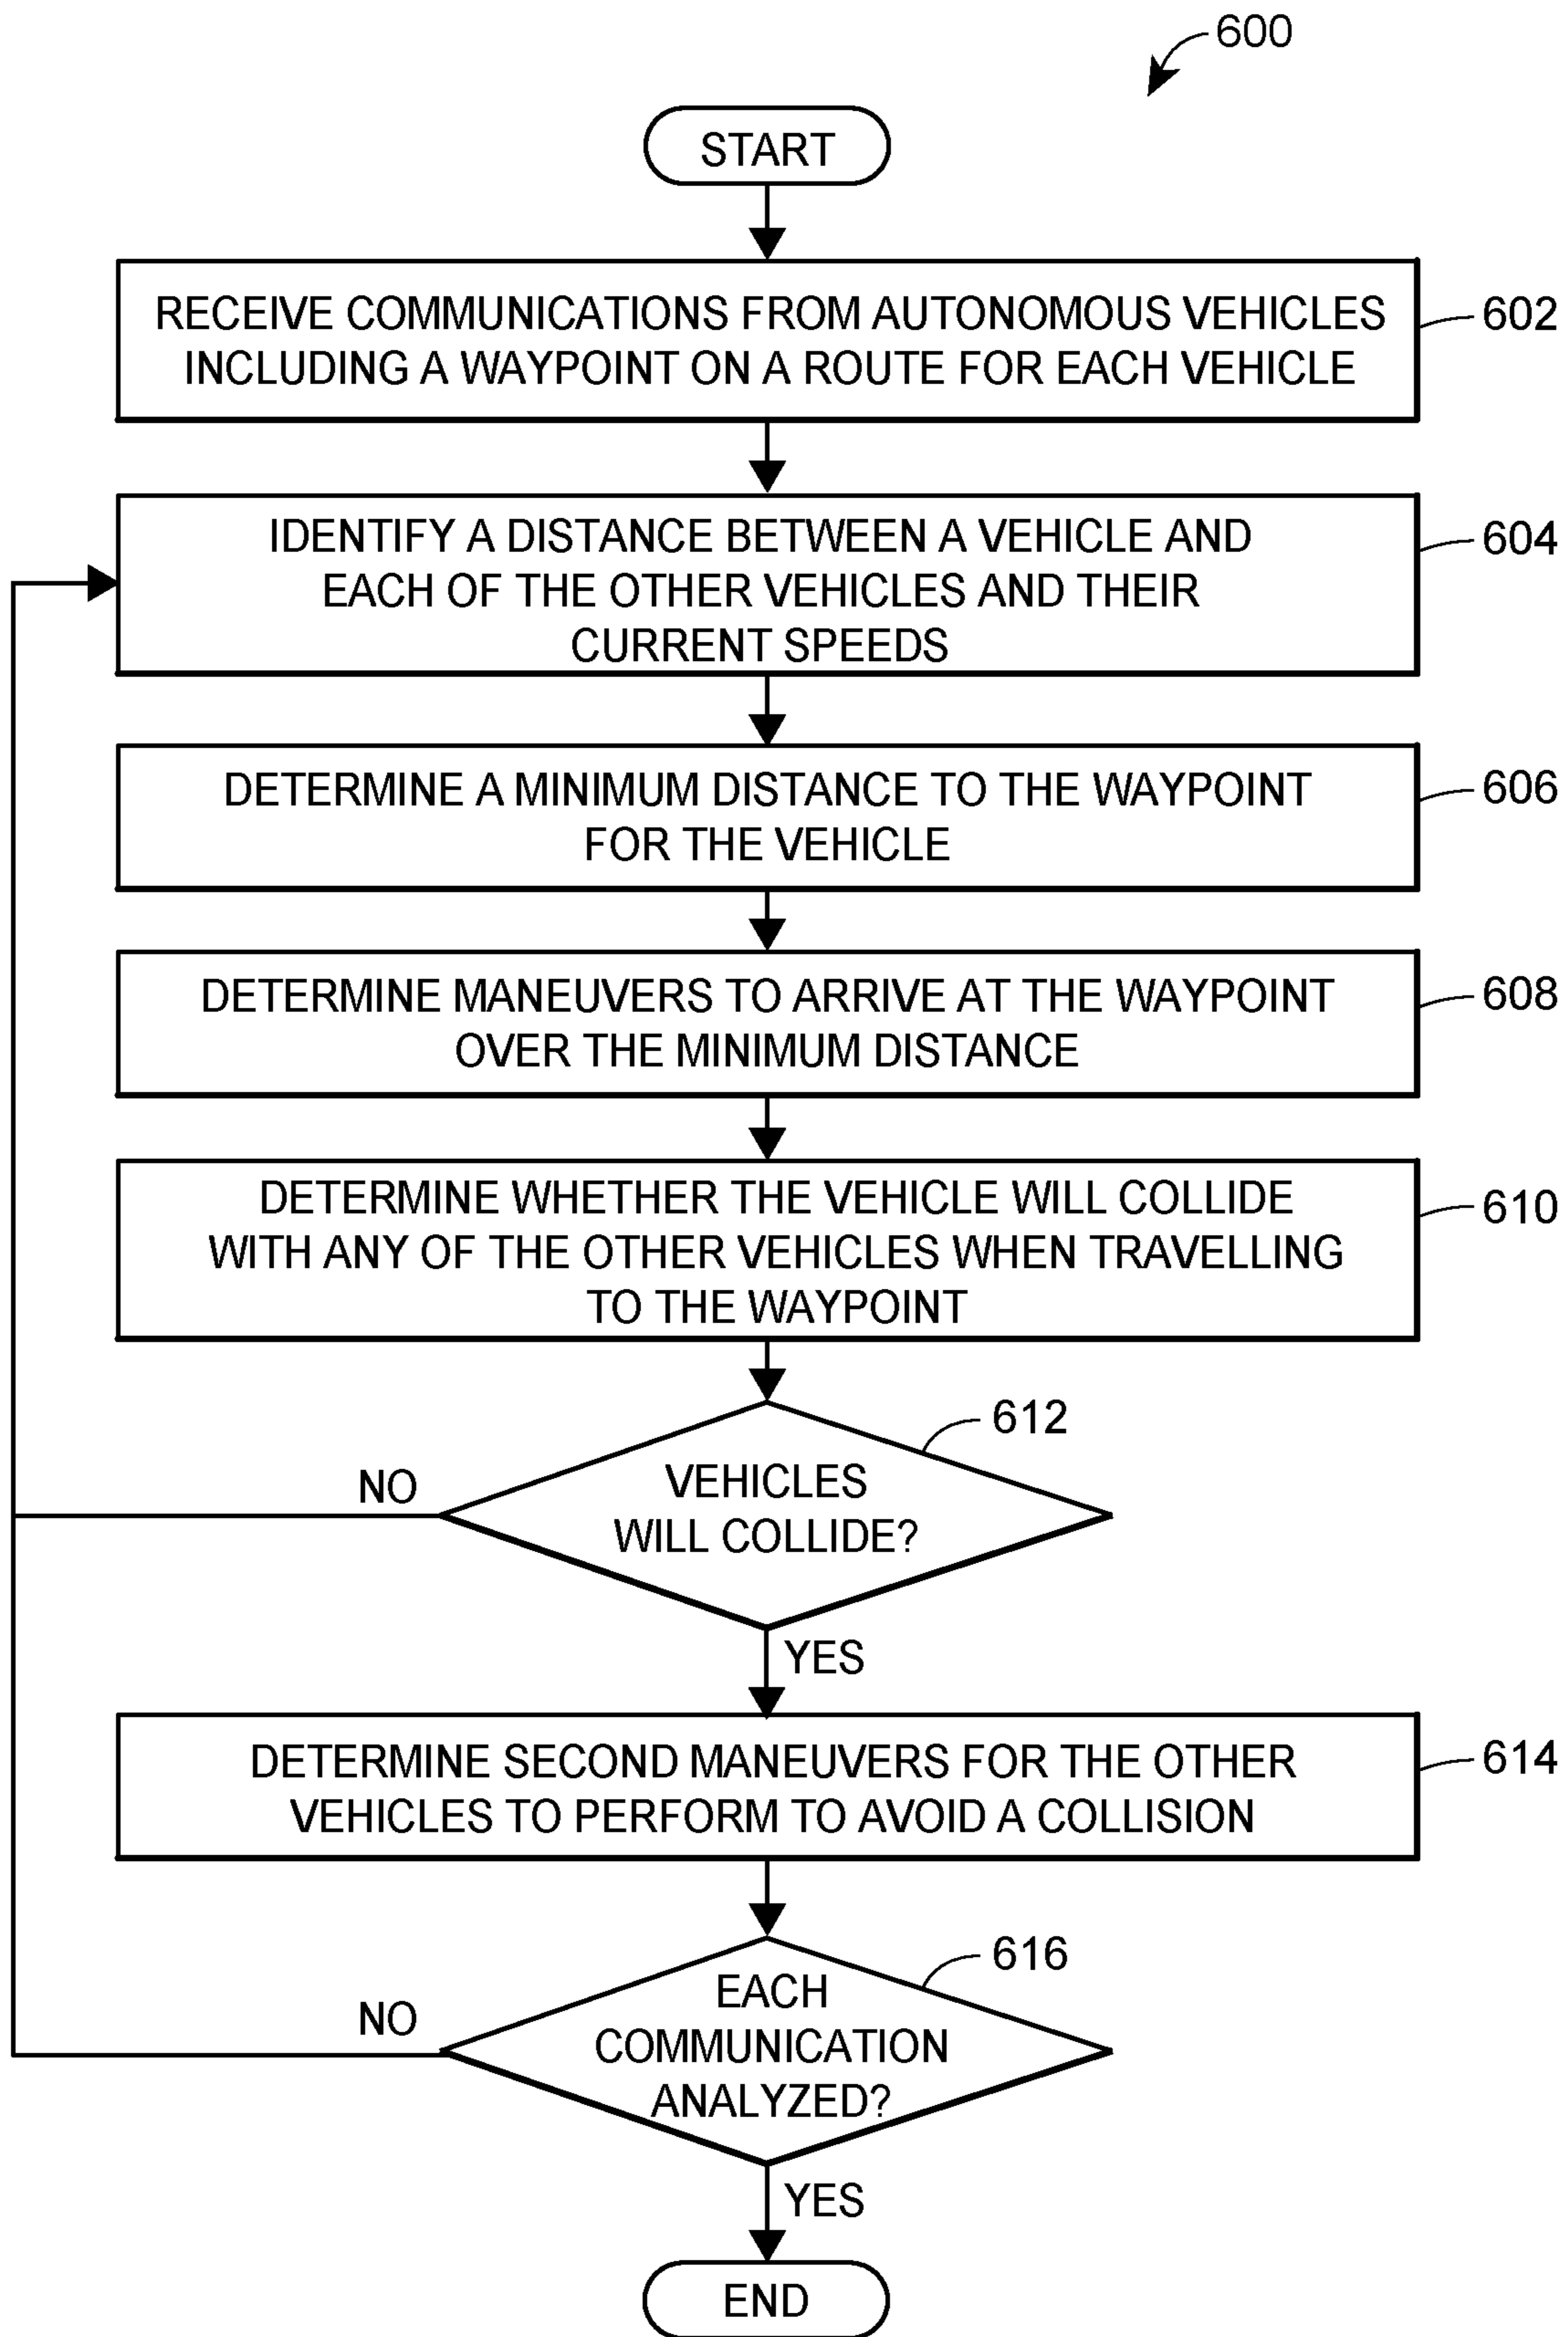 600
START
RECEIVE COMMUNICATIONS FROM AUTONOMOUS VEHICLES
INCLUDING A WAYPOINT ON A ROUTE FOR EACH VEHICLE
602
IDENTIFY A DISTANCE BETWEEN A VEHICLE AND
EACH OF THE OTHER VEHICLES AND THEIR
CURRENT SPEEDS
604
DETERMINE A MINIMUM DISTANCE TO THE WAYPOINT
FOR THE VEHICLE
606
DETERMINE MANEUVERS TO ARRIVE AT THE WAYPOINT
OVER THE MINIMUM DISTANCE
608
DETERMINE WHETHER THE VEHICLE WILL COLLIDE
WITH ANY OF THE OTHER VEHICLES WHEN TRAVELLING
TO THE WAYPOINT
610
612
NO
VEHICLES
WILL COLLIDE?
YES
DETERMINE SECOND MANEUVERS FOR THE OTHER
VEHICLES TO PERFORM TO AVOID A COLLISION
614
616
NO
EACH
COMMUNICATION
ANALYZED?
YES
END